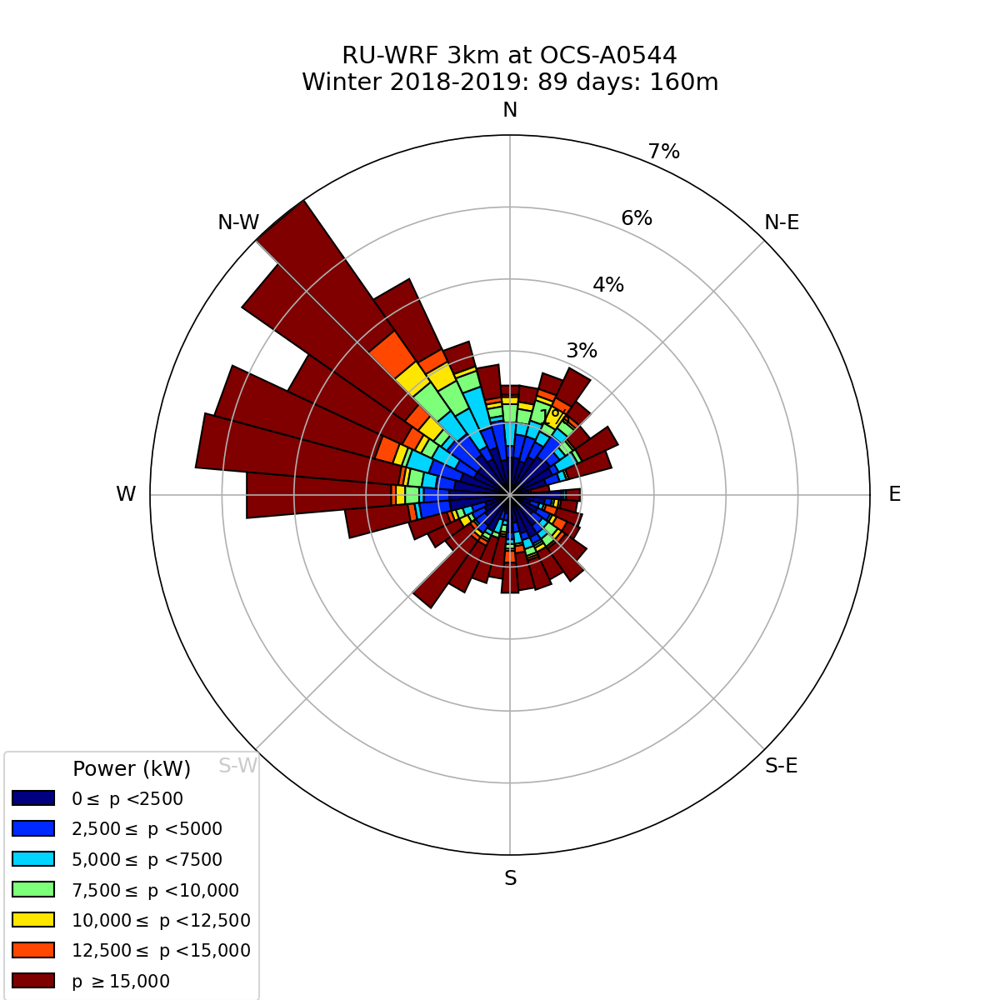 RU-WRF 3km at OCS-A0544
Winter 2018-2019: 89 days: 160m
N
7%
N-W
6%
N-E
4%
3%
1%
W
E
S-W
S-E
S
Power (kW)
0≤ p <2500
2,500≤ p <5000
5,000≤ p <7500
7,500≤ p <10,000
10,000≤ p <12,500
12,500≤ p <15,000
p ≥15,000